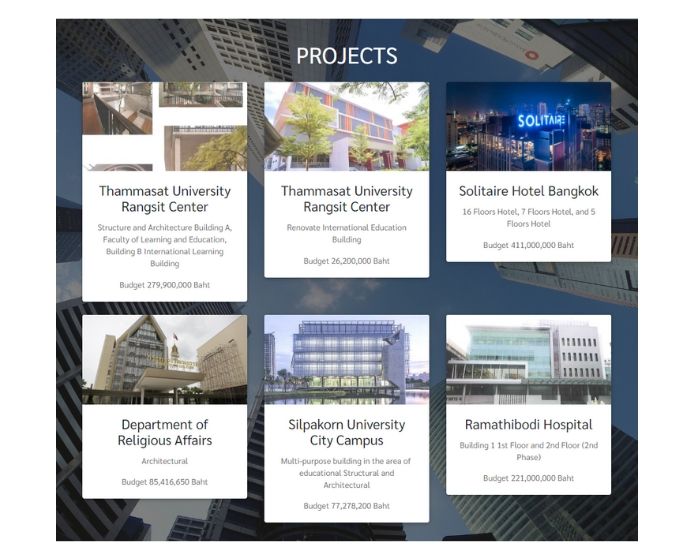 PROJECTS
Thammasat University
Rangsit Center
Structure and Architecture Building A,
Faculty of Learning and Education,
Building B International Learning
Building
Budget 279,900,000 Baht
Thammasat University
Rangsit Center
Renovate International Education
Building
Budget 26,200,000 Baht
SOLITAIRE
Solitaire Hotel Bangkok
16 Floors Hotel, 7 Floors Hotel, and 5
Floors Hotel
Budget 411,000,000 Baht
Department of
Religious Affairs
Architectural
Budget 85,416,650 Baht
Silpakorn University
City Campus
Multi-purpose building in the area of
educational Structural and
Architectural
Budget 77,278,200 Baht
Ramathibodi Hospital
Building 1 1st Floor and 2nd Floor (2nd
Phase)
Budget 221,000,000 Baht